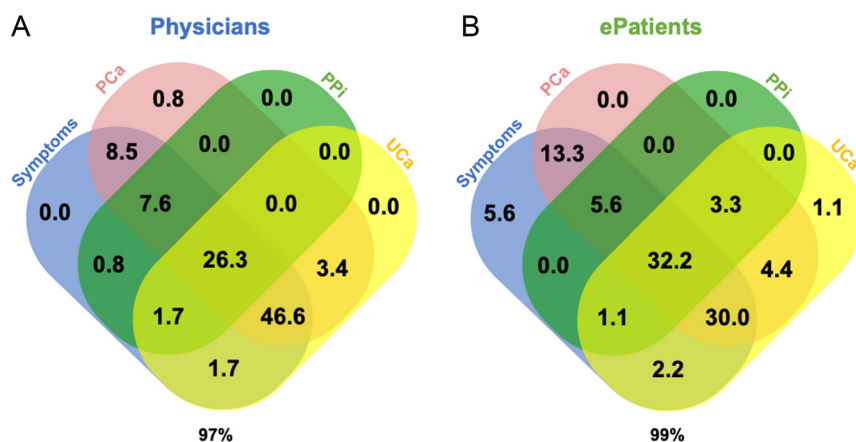 A Physicians B ePatients
PCa PPi PCa PPi
0.8 0.0 0.0 0.0
Symptoms UCa Symptoms UCa
8.5 0.0 0.0 13.3 0.0 0.0
0.0 7.6 0.0 0.0 5.6 5.6 3.3 1.1
0.8 26.3 3.4 0.0 32.2 4.4
1.7 46.6 1.1 30.0
1.7 2.2
97% 99%